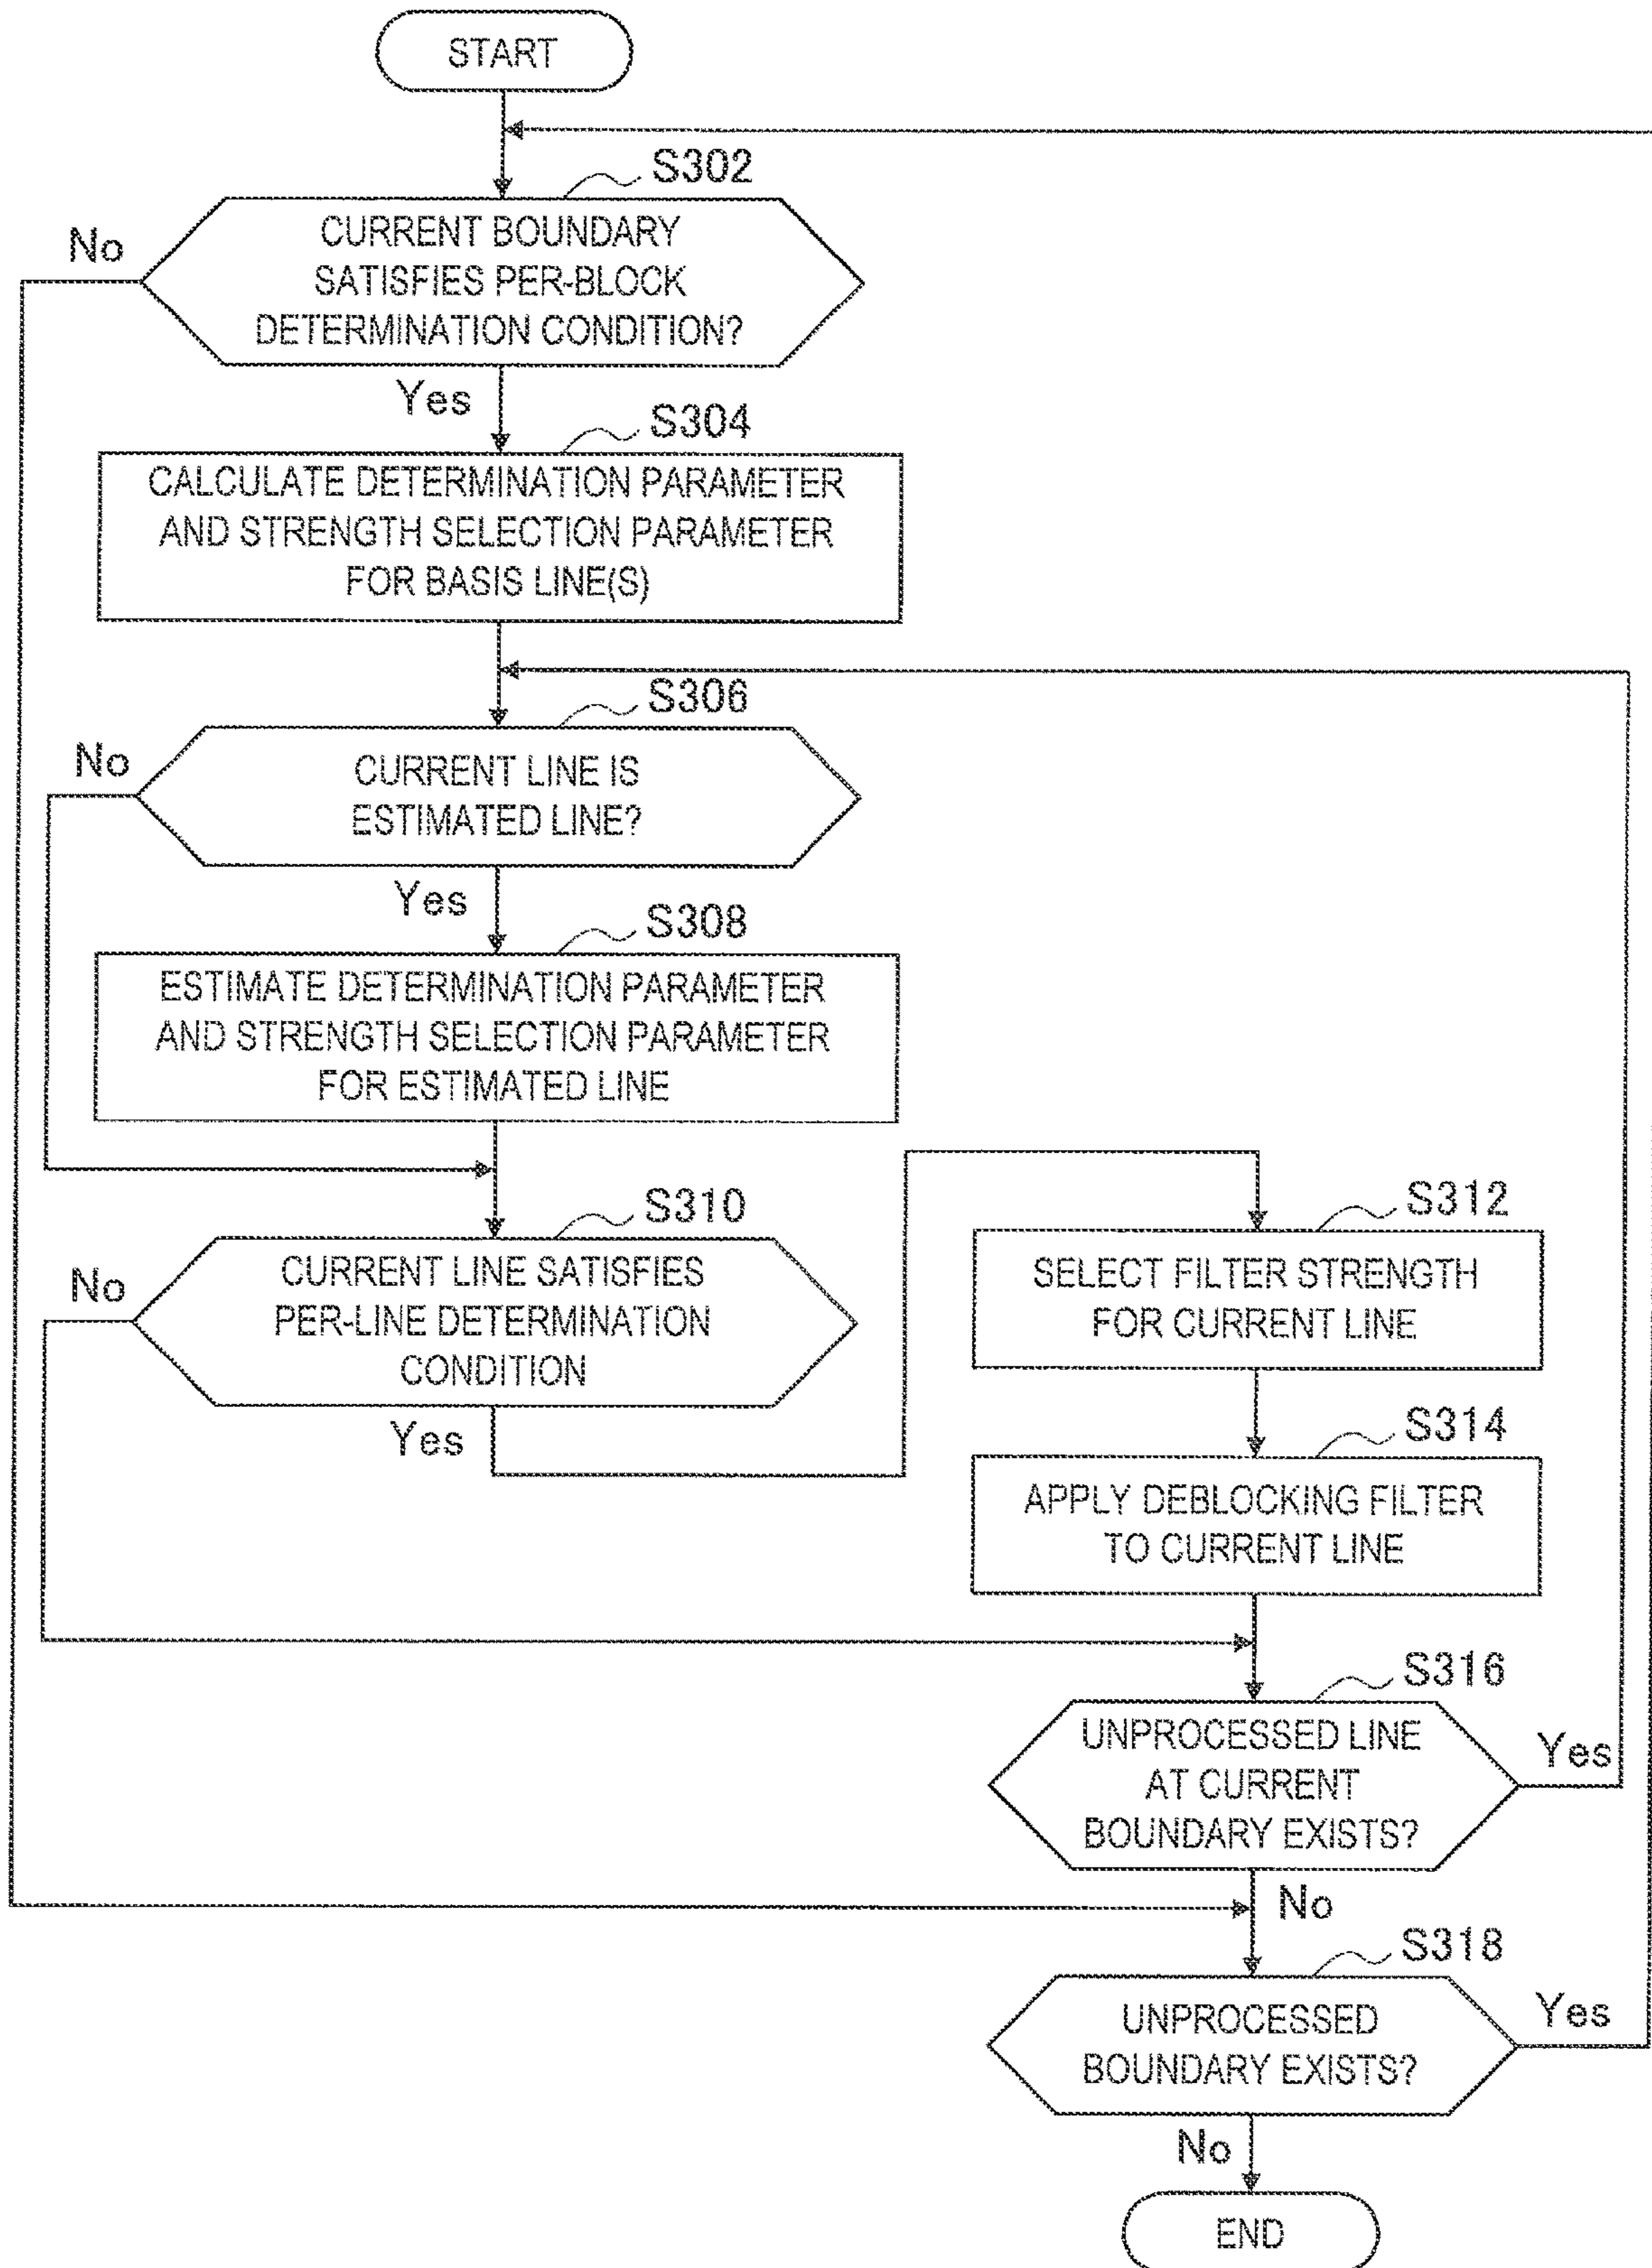 START
S302
No
CURRENT BOUNDARY
SATISFIES PER-BLOCK
DETERMINATION CONDITION?
Yes
S304
CALCULATE DETERMINATION PARAMETER
AND STRENGTH SELECTION PARAMETER
FOR BASIS LINE(S)
S306
No
CURRENT LINE IS
ESTIMATED LINE?
Yes
S308
ESTIMATE DETERMINATION PARAMETER
AND STRENGTH SELECTION PARAMETER
FOR ESTIMATED LINE
S310
No
CURRENT LINE SATISFIES
PER-LINE DETERMINATION
CONDITION
Yes
S312
SELECT FILTER STRENGTH
FOR CURRENT LINE
S314
APPLY DEBLOCKING FILTER
TO CURRENT LINE
S316
UNPROCESSED LINE
AT CURRENT
BOUNDARY EXISTS?
Yes
No
S318
UNPROCESSED
BOUNDARY EXISTS?
Yes
No
END